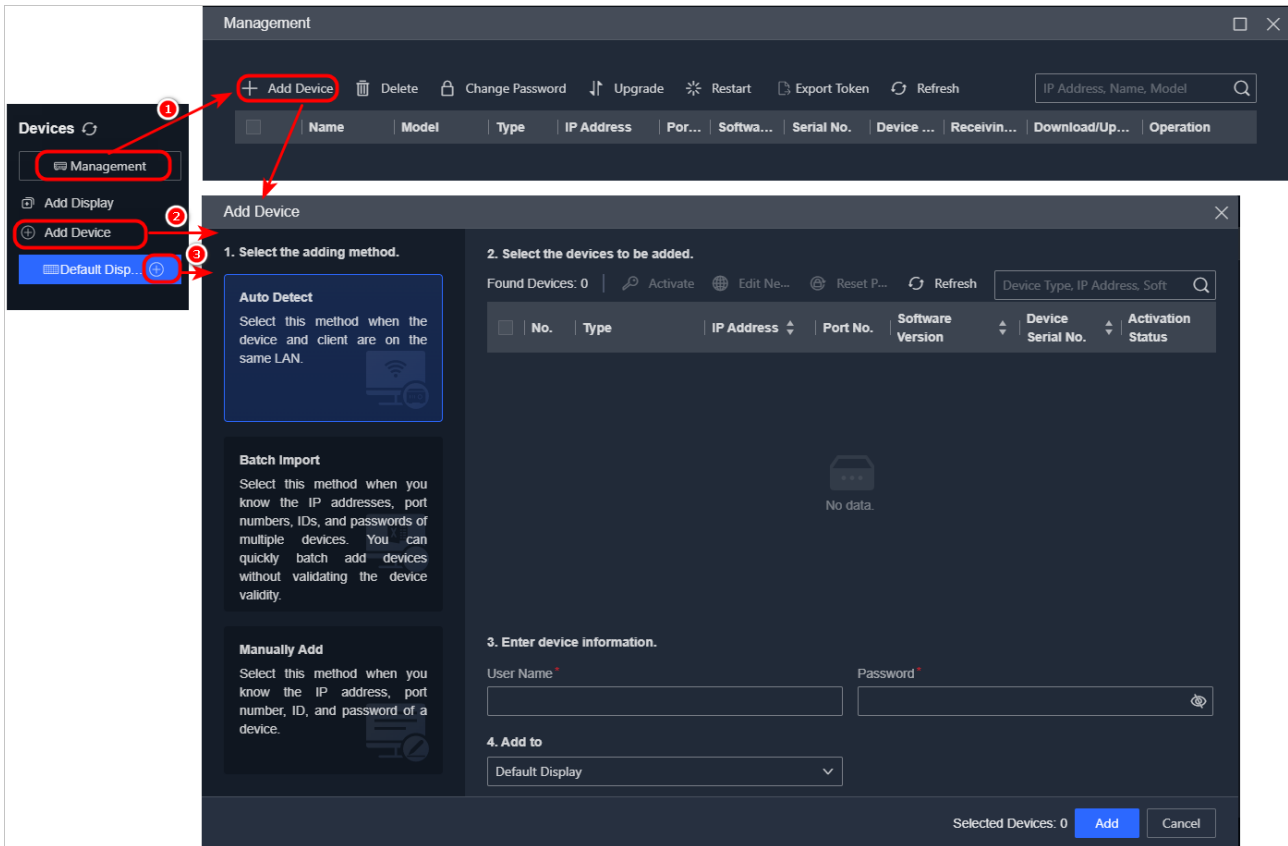 Management
Add Device Delete Change Password Upgrade Restart Export Token Refresh IP Address, Name, Model
Name Model Type IP Address Por... Softwa... Serial No. Device ... Receivin... Download/Up... Operation
1
Devices
Management
Add Display
2
Add Device
3
Default Disp...
Add Device
1. Select the adding method.
Auto Detect
Select this method when the
device and client are on the
same LAN.
Batch Import
Select this method when you
know the IP addresses, port
numbers, IDs, and passwords of
multiple devices. You can
quickly batch add devices
without validating the device
validity.
Manually Add
Select this method when you
know the IP address, port
number, ID, and password of a
device.
2. Select the devices to be added.
Found Devices: 0 Activate Edit Ne... Reset P... Refresh Device Type, IP Address, Soft
No. Type IP Address Port No. Software Version Device Serial No. Activation Status
No data.
3. Enter device information.
User Name* Password*
4. Add to
Default Display
Selected Devices: 0 Add Cancel